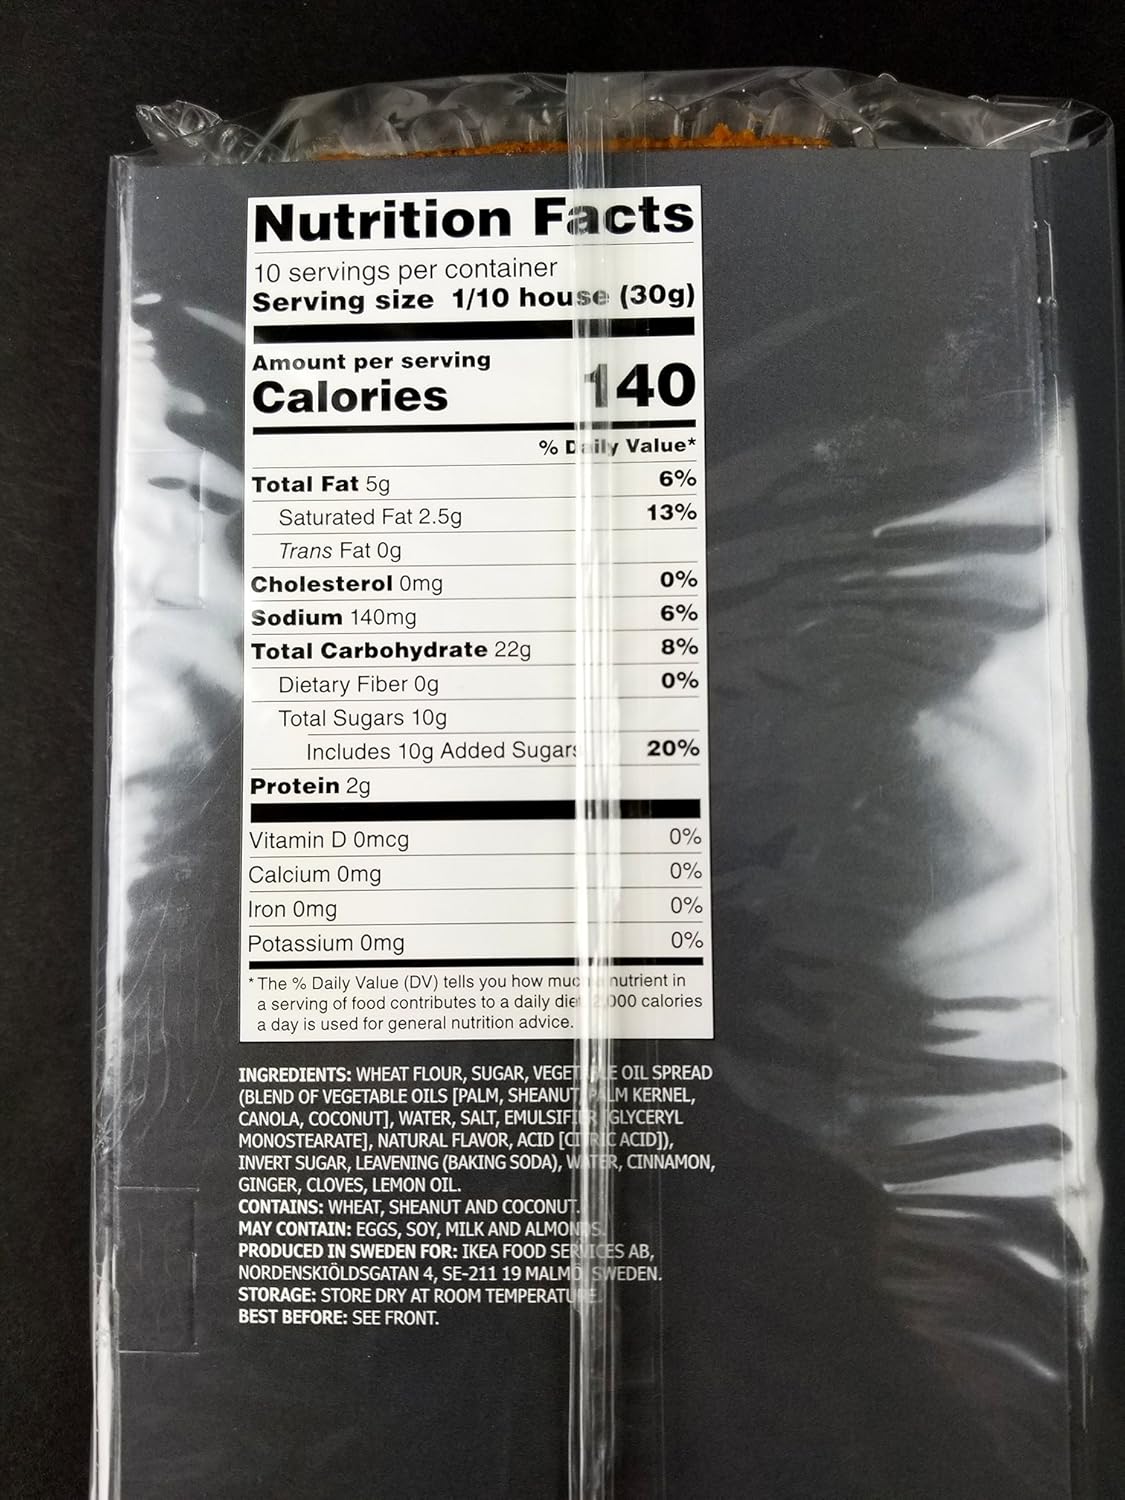 Nutrition Facts
10 servings per container
Serving size 1/10 house (30g)
Amount per serving
Calories 140
% Daily Value*
Total Fat 5g 6%
Saturated Fat 2.5g 13%
Trans Fat 0g
Cholesterol 0mg 0%
Sodium 140mg 6%
Total Carbohydrate 22g 8%
Dietary Fiber 0g 0%
Total Sugars 10g
Includes 10g Added Sugars 20%
Protein 2g
Vitamin D 0mcg 0%
Calcium 0mg 0%
Iron 0mg 0%
Potassium 0mg 0%
* The % Daily Value (DV) tells you how much a nutrient in
a serving of food contributes to a daily diet. 2,000 calories
a day is used for general nutrition advice.
INGREDIENTS: WHEAT FLOUR, SUGAR, VEGETABLE OIL SPREAD
(BLEND OF VEGETABLE OILS [PALM, SHEANUT, PALM KERNEL,
CANOLA, COCONUT], WATER, SALT, EMULSIFIER [GLYCERYL
MONOSTEARATE], NATURAL FLAVOR, ACID [CITRIC ACID]),
INVERT SUGAR, LEAVENING (BAKING SODA), WATER, CINNAMON,
GINGER, CLOVES, LEMON OIL.
CONTAINS: WHEAT, SHEANUT AND COCONUT.
MAY CONTAIN: EGGS, SOY, MILK AND ALMONDS.
PRODUCED IN SWEDEN FOR: IKEA FOOD SERVICES AB,
NORDENSKIÖLDSGATAN 4, SE-211 19 MALMÖ, SWEDEN.
STORAGE: STORE DRY AT ROOM TEMPERATURE.
BEST BEFORE: SEE FRONT.